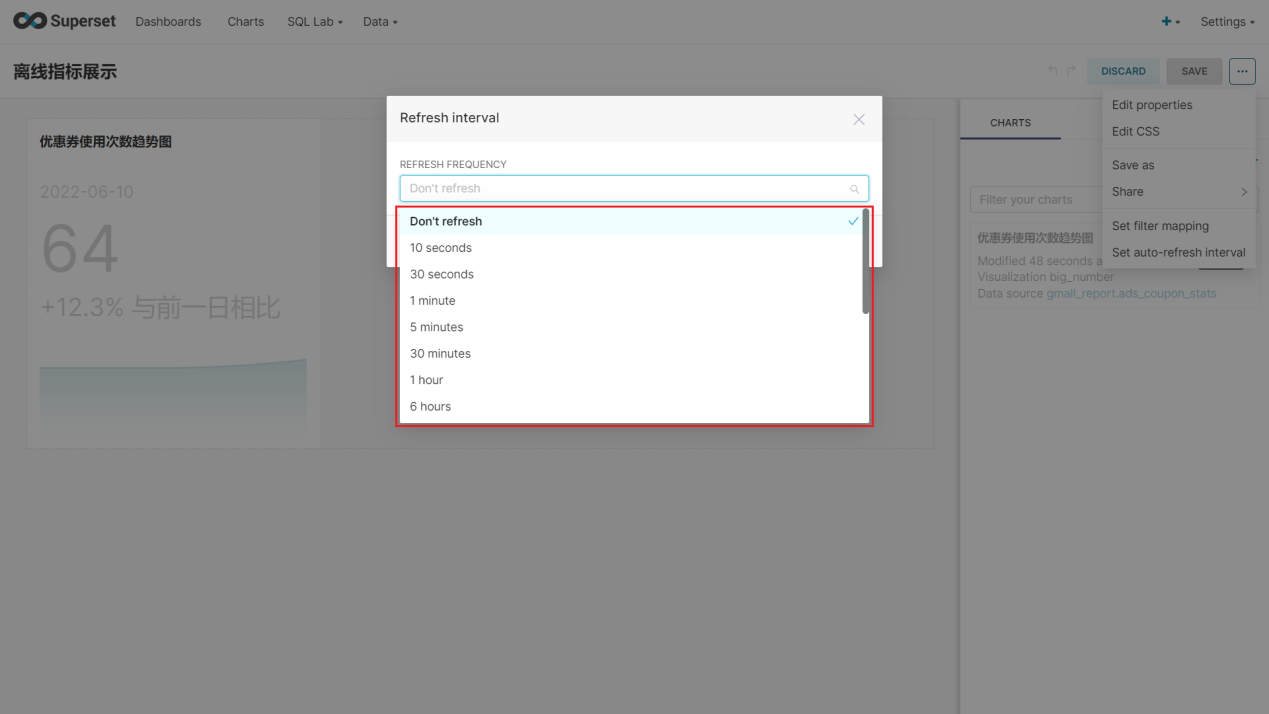 Superset Dashboards Charts SQL Lab Data Settings
离线指标展示 DISCARD SAVE ...
Refresh interval
REFRESH FREQUENCY
Don't refresh
Don't refresh
10 seconds
30 seconds
1 minute
5 minutes
30 minutes
1 hour
6 hours
优惠券使用次数趋势图
2022-06-10
64
+12.3% 与前一日相比
CHARTS
Edit properties
Edit CSS
Save as
Share
Set filter mapping
Set auto-refresh interval
Filter your charts
优惠券使用次数趋势图
Modified 48 seconds a
Visualization big_number
Data source gmall_report.ads_coupon_stats